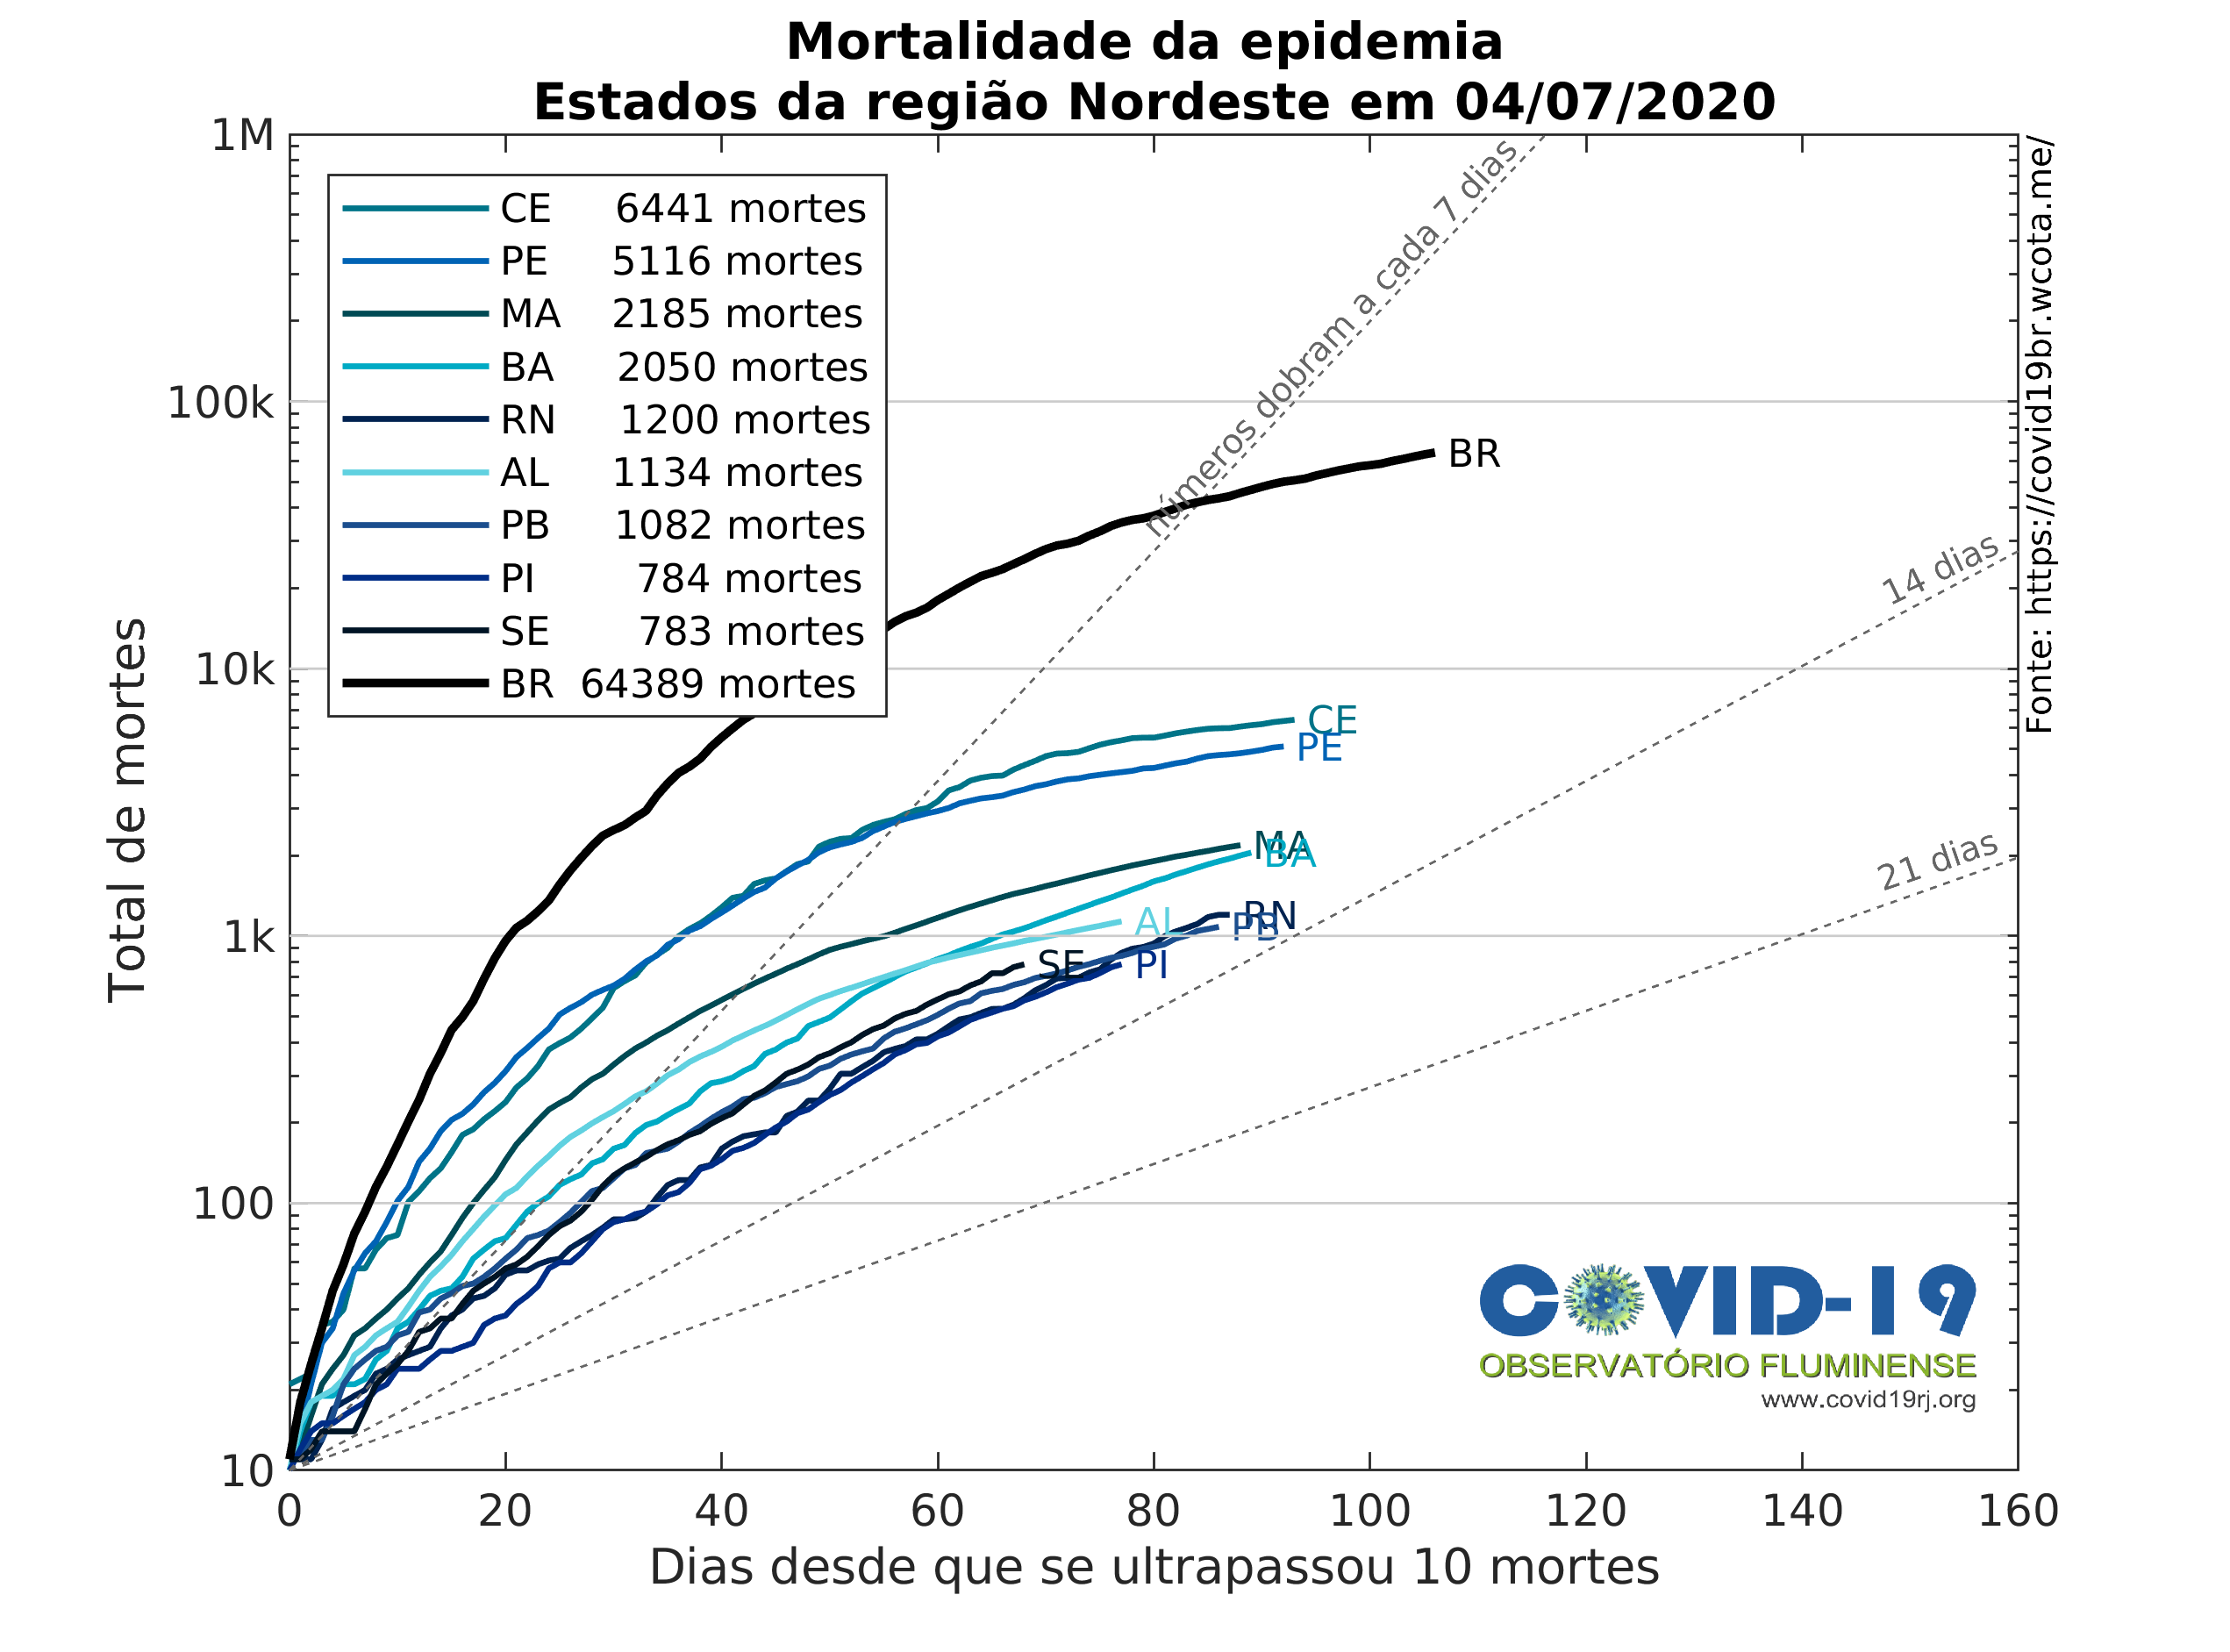 Mortalidade da epidemia
Estados da região Nordeste em 04/07/2020
1M
100k
10k
1k
100
10
Total de mortes
CE 6441 mortes
PE 5116 mortes
MA 2185 mortes
BA 2050 mortes
RN 1200 mortes
AL 1134 mortes
PB 1082 mortes
PI 784 mortes
SE 783 mortes
BR 64389 mortes
números dobram a cada 7 dias
14 dias
21 dias
BR
CE
PE
MA
BA
RN
PB
AL
SE
PI
Fonte: https://covid19br.wcota.me/
COVID-19
OBSERVATÓRIO FLUMINENSE
www.covid19rj.org
0 20 40 60 80 100 120 140 160
Dias desde que se ultrapassou 10 mortes